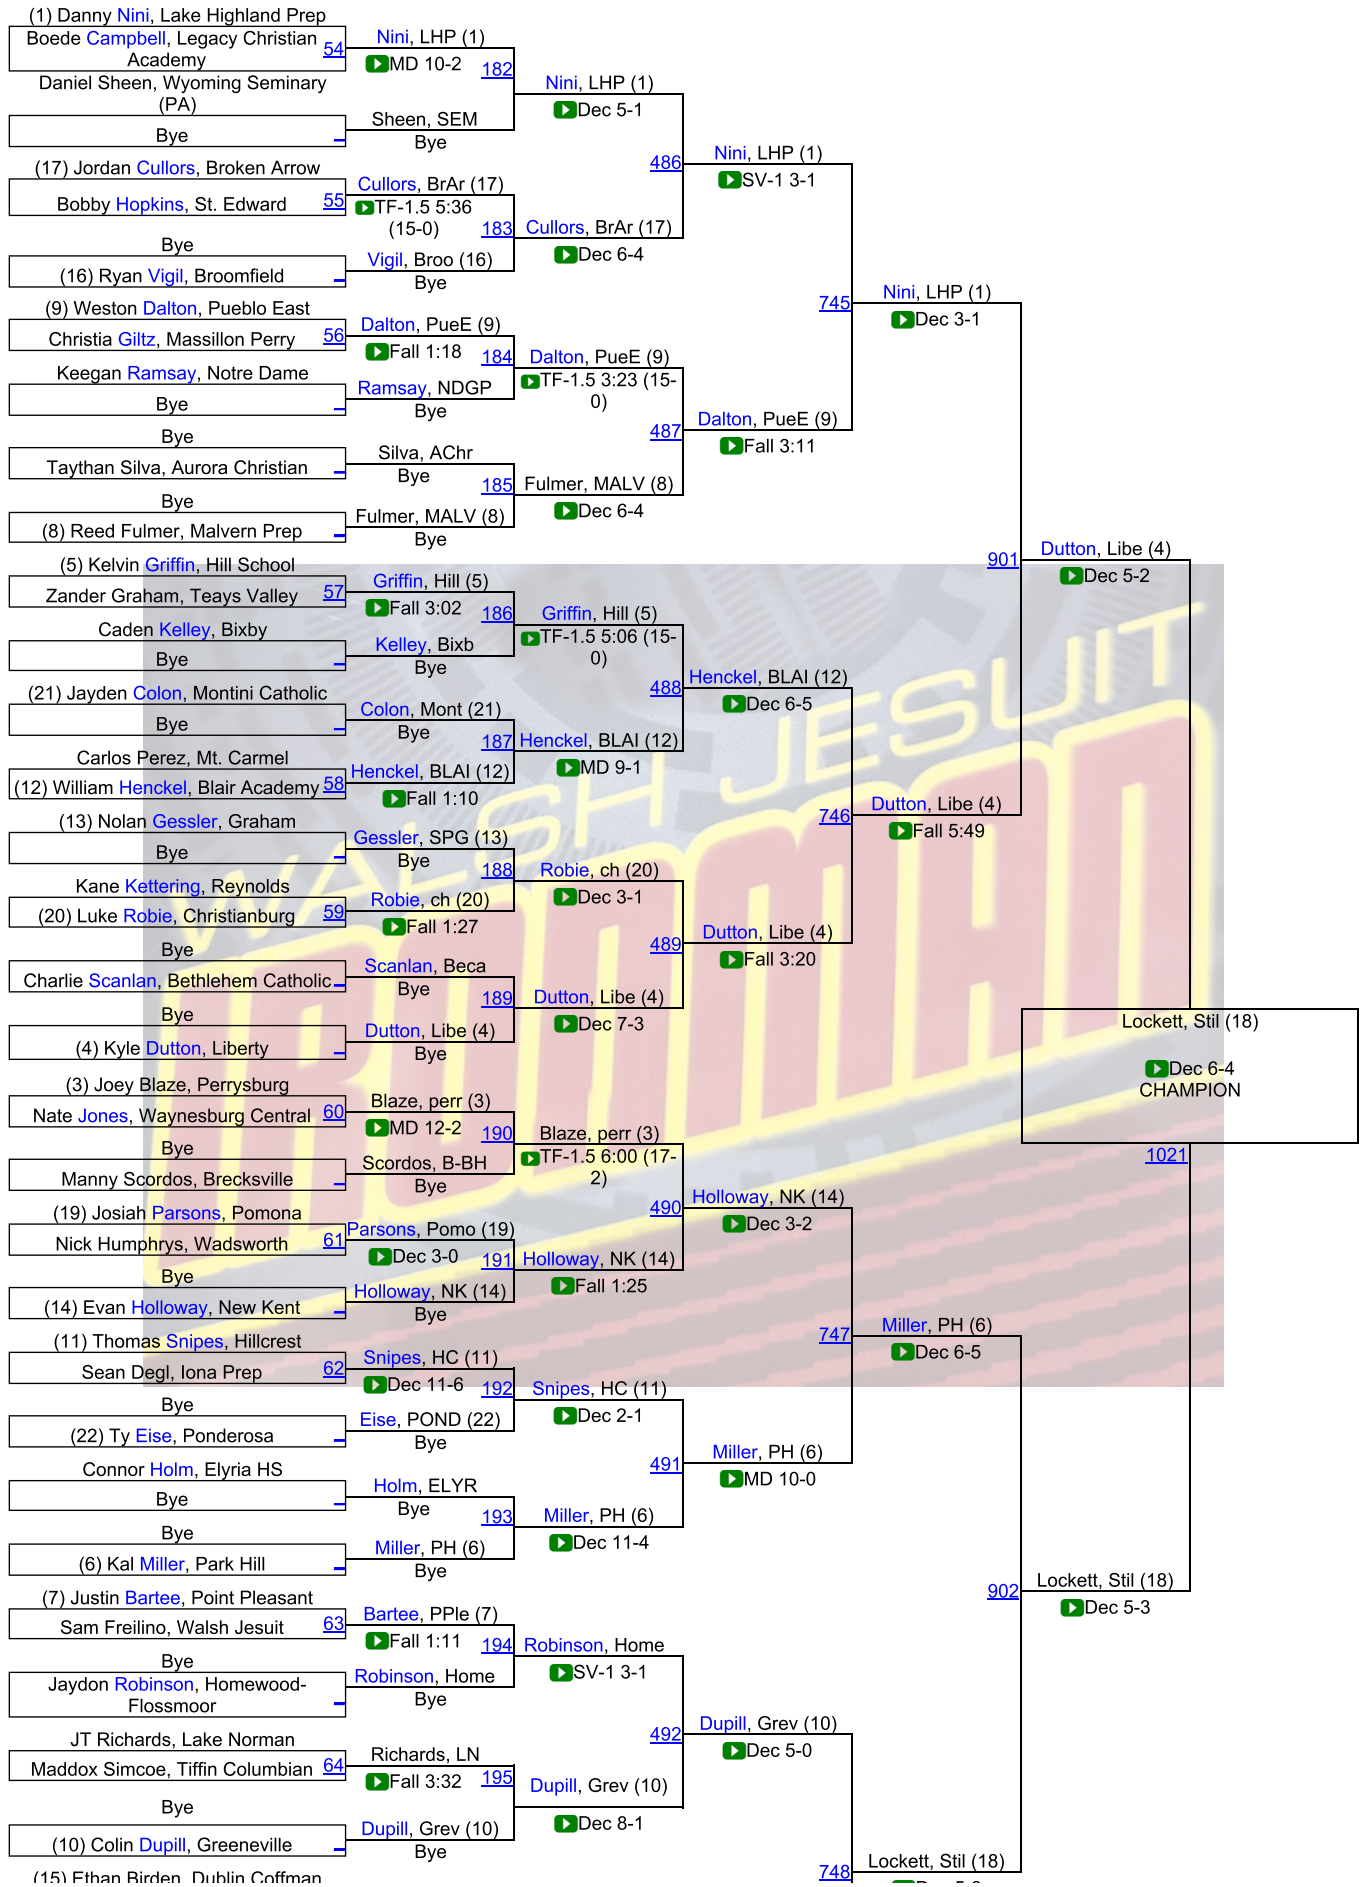 (1) Danny Nini, Lake Highland Prep
Boede Campbell, Legacy Christian
Academy
54
Daniel Sheen, Wyoming Seminary
(PA)
Bye
(17) Jordan Cullors, Broken Arrow
Bobby Hopkins, St. Edward
55
Bye
(16) Ryan Vigil, Broomfield
(9) Weston Dalton, Pueblo East
Christia Giltz, Massillon Perry
56
Keegan Ramsay, Notre Dame
Bye
Bye
Taythan Silva, Aurora Christian
Bye
(8) Reed Fulmer, Malvern Prep
(5) Kelvin Griffin, Hill School
Zander Graham, Teays Valley
57
Caden Kelley, Bixby
Bye
(21) Jayden Colon, Montini Catholic
Bye
Carlos Perez, Mt. Carmel
(12) William Henckel, Blair Academy
58
(13) Nolan Gessler, Graham
Bye
Kane Kettering, Reynolds
(20) Luke Robie, Christianburg
59
Bye
Charlie Scanlan, Bethlehem Catholic
Bye
(4) Kyle Dutton, Liberty
(3) Joey Blaze, Perrysburg
Nate Jones, Waynesburg Central
60
Bye
Manny Scordos, Brecksville
(19) Josiah Parsons, Pomona
Nick Humphrys, Wadsworth
61
Bye
(14) Evan Holloway, New Kent
(11) Thomas Snipes, Hillcrest
Sean Degl, Iona Prep
62
Bye
(22) Ty Eise, Ponderosa
Connor Holm, Elyria HS
Bye
Bye
(6) Kal Miller, Park Hill
(7) Justin Bartee, Point Pleasant
Sam Freilino, Walsh Jesuit
63
Bye
Jaydon Robinson, Homewood-
Flossmoor
JT Richards, Lake Norman
Maddox Simcoe, Tiffin Columbian
64
Bye
(10) Colin Dupill, Greeneville
(15) Ethan Birden, Dublin Coffman
Nini, LHP (1)
MD 10-2
182
Sheen, SEM
Bye
Cullors, BrAr (17)
TF-1.5 5:36
(15-0)
183
Vigil, Broo (16)
Bye
Dalton, PueE (9)
Fall 1:18
184
Ramsay, NDGP
Bye
Silva, AChr
Bye
185
Fulmer, MALV (8)
Bye
Griffin, Hill (5)
Fall 3:02
186
Kelley, Bixb
Bye
Colon, Mont (21)
Bye
187
Henckel, BLAI (12)
Fall 1:10
Gessler, SPG (13)
Bye
188
Robie, ch (20)
Fall 1:27
Scanlan, Beca
Bye
189
Dutton, Libe (4)
Bye
Blaze, perr (3)
MD 12-2
190
Scordos, B-BH
Bye
Parsons, Pomo (19)
Dec 3-0
191
Holloway, NK (14)
Bye
Snipes, HC (11)
Dec 11-6
192
Eise, POND (22)
Bye
Holm, ELYR
Bye
193
Miller, PH (6)
Bye
Bartee, PPle (7)
Fall 1:11
194
Robinson, Home
Bye
Richards, LN
Fall 3:32
195
Dupill, Grev (10)
Bye
Nini, LHP (1)
Dec 5-1
486
Cullors, BrAr (17)
Dec 6-4
Dalton, PueE (9)
TF-1.5 3:23 (15-
0)
487
Fulmer, MALV (8)
Dec 6-4
Griffin, Hill (5)
TF-1.5 5:06 (15-
0)
488
Henckel, BLAI (12)
MD 9-1
Robie, ch (20)
Dec 3-1
489
Dutton, Libe (4)
Dec 7-3
Blaze, perr (3)
TF-1.5 6:00 (17-
2)
490
Holloway, NK (14)
Fall 1:25
Snipes, HC (11)
Dec 2-1
491
Miller, PH (6)
Dec 11-4
Robinson, Home
SV-1 3-1
492
Dupill, Grev (10)
Dec 8-1
Nini, LHP (1)
SV-1 3-1
745
Dalton, PueE (9)
Fall 3:11
Henckel, BLAI (12)
Dec 6-5
746
Dutton, Libe (4)
Fall 3:20
Holloway, NK (14)
Dec 3-2
747
Miller, PH (6)
MD 10-0
Dupill, Grev (10)
Dec 5-0
748
Nini, LHP (1)
Dec 3-1
901
Dutton, Libe (4)
Fall 5:49
Miller, PH (6)
Dec 6-5
902
Lockett, Stil (18)
Dutton, Libe (4)
Dec 5-2
Lockett, Stil (18)
Dec 5-3
Lockett, Stil (18)
Dec 6-4
CHAMPION
1021
WALSH JESUIT
IRONMAN